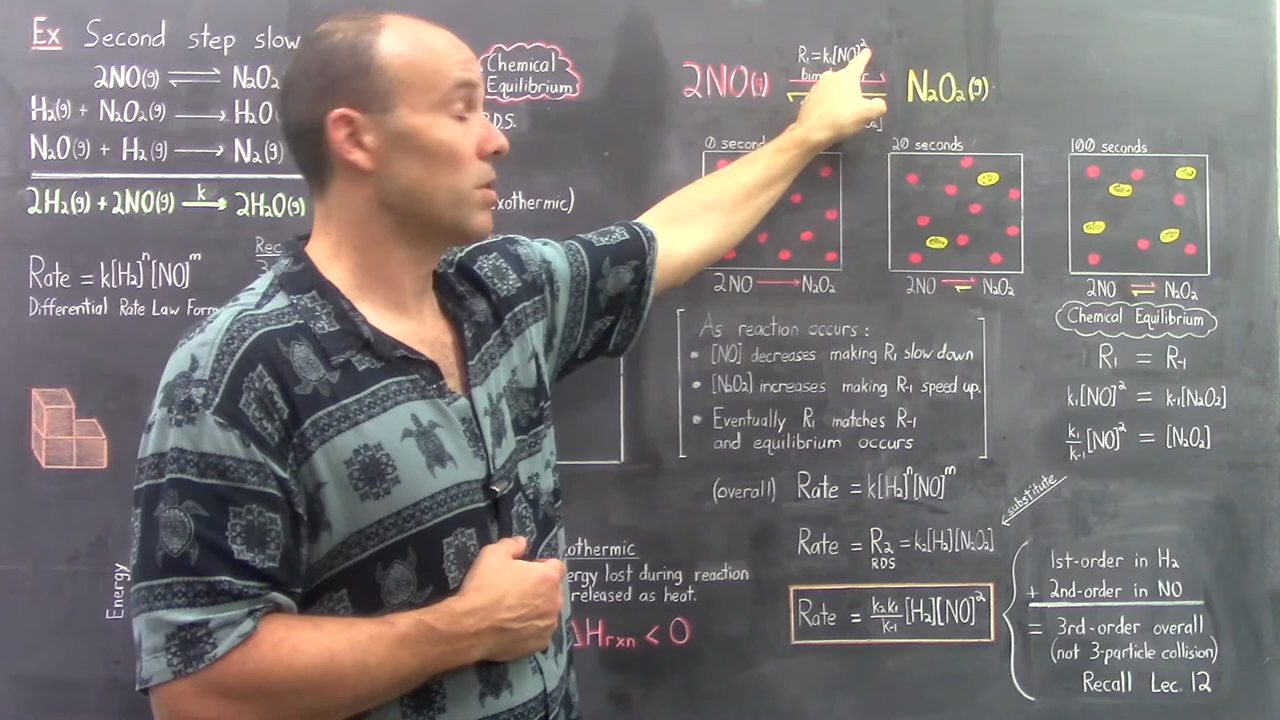 Ex Second step slow
2NO(g) ⇌ N₂O₂
H₂(g) + N₂O₂(g) → H₂O
N₂O(g) + H₂(g) → N₂(g)
2H₂(g) + 2NO(g) →k 2H₂O(g)
Rate = k[H₂]ⁿ[NO]ᵐ
Differential Rate Law Form
Energy
Chemical
Equilibrium
R.D.S.
xothermic)
xothermic
ergy lost during reaction
released as heat.
ΔHrxn < 0
R₁ = k₁[NO]²
2NO(g) ⇌ N₂O₂(g)
0 second
2NO → N₂O₂
20 seconds
2NO ⇌ N₂O₂
100 seconds
2NO ⇌ N₂O₂
As reaction occurs:
• [NO] decreases making R₁ slow down
• [N₂O₂] increases making R-₁ speed up.
• Eventually R₁ matches R-₁
and equilibrium occurs
Chemical Equilibrium
R₁ = R-₁
k₁[NO]² = k-₁[N₂O₂]
k₁/k-₁ [NO]² = [N₂O₂]
substitute
(overall) Rate = k[H₂]ⁿ[NO]ᵐ
Rate = R₂ = k₂[H₂][N₂O₂]
RDS
Rate = k₂k₁/k-₁ [H₂][NO]²
1st-order in H₂
+ 2nd-order in NO
= 3rd-order overall
(not 3-particle collision)
Recall Lec. 12